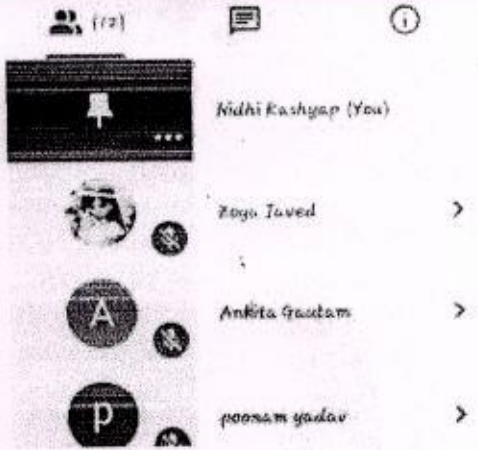 (12)
Nidhi Kashyap (You)
Zoya Javed
A
Ankita Gautam
p
poonam yadav